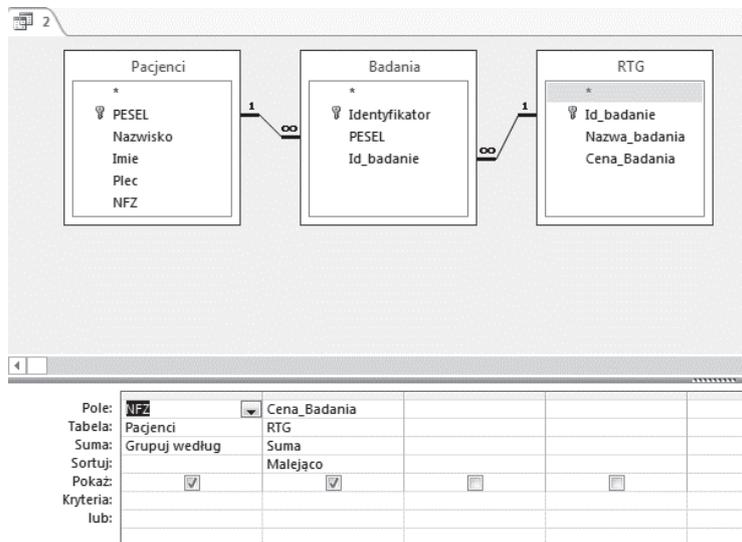 2
Pacjenci
*
PESEL
Nazwisko
Imie
Plec
NFZ
1
∞
Badania
*
Identyfikator
PESEL
Id_badanie
∞
1
RTG
*
Id_badanie
Nazwa_badania
Cena_Badania
Pole: NFZ Cena_Badania
Tabela: Pacjenci RTG
Suma: Grupuj według Suma
Sortuj: Malejąco
Pokaż:
Kryteria:
lub: